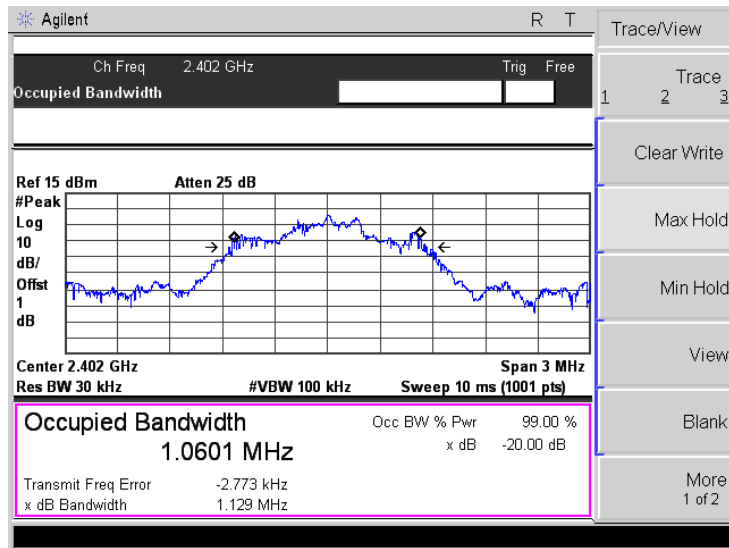 Agilent R T
Ch Freq 2.402 GHz Trig Free
Occupied Bandwidth
Ref 15 dBm Atten 25 dB
#Peak
Log
10
dB/
Offst
1
dB
Center 2.402 GHz Span 3 MHz
Res BW 30 kHz #VBW 100 kHz Sweep 10 ms (1001 pts)
Occupied Bandwidth Occ BW % Pwr 99.00 %
1.0601 MHz x dB -20.00 dB
Transmit Freq Error -2.773 kHz
x dB Bandwidth 1.129 MHz
Trace/View
Trace
1 2 3
Clear Write
Max Hold
Min Hold
View
Blank
More
1 of 2